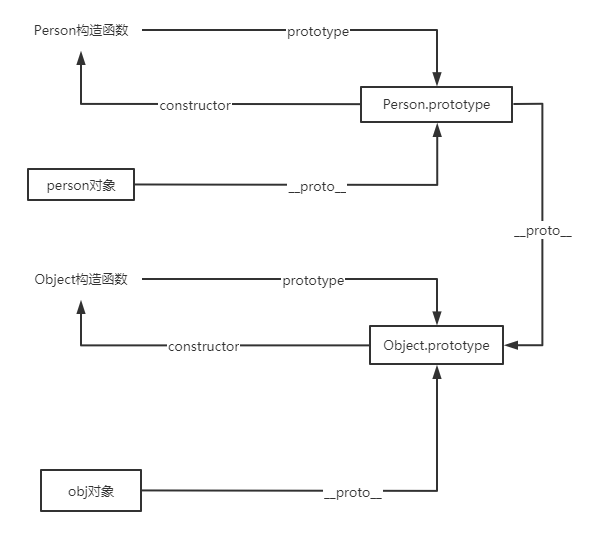 Person构造函数
prototype
constructor
Person.prototype
person对象
__proto__
__proto__
Object构造函数
prototype
constructor
Object.prototype
obj对象
__proto__